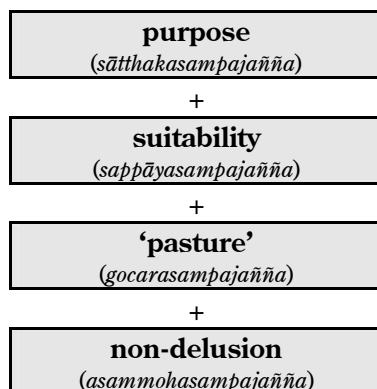 purpose
(sātthakasampajañña)
+
suitability
(sappāyasampajañña)
+
‘pasture’
(gocarasampajañña)
+
non-delusion
(asammohasampajañña)